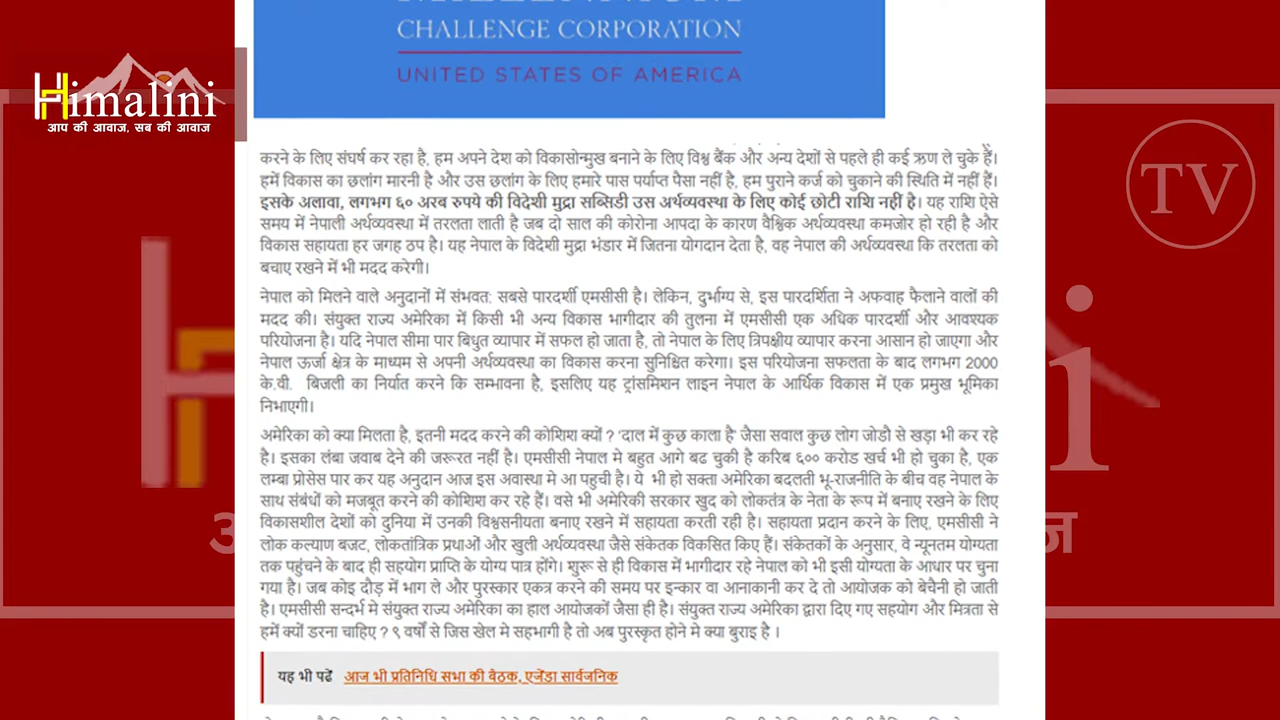 CHALLENGE CORPORATION
UNITED STATES OF AMERICA
Himalini
आप की आवाज, सब की आवाज
TV
करने के लिए संघर्ष कर रहा है, हम अपने देश को विकासोन्मुख बनाने के लिए विश्व बैंक और अन्य देशों से पहले ही कई ऋण ले चुके हैं।
हमें विकास का छलांग मारनी है और उस छलांग के लिए हमारे पास पर्याप्त पैसा नहीं है, हम पुराने कर्ज को चुकाने की स्थिति में नहीं हैं।
इसके अलावा, लगभग ६० अरब रुपये की विदेशी मुद्रा सब्सिडी उस अर्थव्यवस्था के लिए कोई छोटी राशि नहीं है। यह राशि ऐसे
समय में नेपाली अर्थव्यवस्था में तरलता लाती है जब दो साल की कोरोना आपदा के कारण वैश्विक अर्थव्यवस्था कमजोर हो रही है और
विकास सहायता हर जगह ठप है। यह नेपाल के विदेशी मुद्रा भंडार में जितना योगदान देता है, वह नेपाल की अर्थव्यवस्था कि तरलता को
बचाए रखने में भी मदद करेगी।
नेपाल को मिलने वाले अनुदानों में संभवत: सबसे पारदर्शी एमसीसी है। लेकिन, दुर्भाग्य से, इस पारदर्शिता ने अफवाह फैलाने वालों की
मदद की। संयुक्त राज्य अमेरिका में किसी भी अन्य विकास भागीदार की तुलना में एमसीसी एक अधिक पारदर्शी और आवश्यक
परियोजना है। यदि नेपाल सीमा पार बिधुत व्यापार में सफल हो जाता है, तो नेपाल के लिए त्रिपक्षीय व्यापार करना आसान हो जाएगा और
नेपाल ऊर्जा क्षेत्र के माध्यम से अपनी अर्थव्यवस्था का विकास करना सुनिश्चित करेगा। इस परियोजना सफलता के बाद लगभग 2000
के.वी. बिजली का निर्यात करने कि सम्भावना है, इसलिए यह ट्रांसमिशन लाइन नेपाल के आर्थिक विकास में एक प्रमुख भूमिका
निभाएगी।
अमेरिका को क्या मिलता है, इतनी मदद करने की कोशिश क्यों ? 'दाल में कुछ काला है' जैसा सवाल कुछ लोग जोडौ से खड़ा भी कर रहे
है। इसका लंबा जवाब देने की जरूरत नहीं है। एमसीसी नेपाल मे बहुत आगे बढ चुकी है करिब ६०० करोड खर्च भी हो चुका है, एक
लम्बा प्रोसेस पार कर यह अनुदान आज इस अवास्था मे आ पहुची है। ये भी हो सक्ता अमेरिका बदलती भू-राजनीति के बीच वह नेपाल के
साथ संबंधों को मजबूत करने की कोशिश कर रहे हैं। वसे भी अमेरिकी सरकार खुद को लोकतंत्र के नेता के रूप में बनाए रखने के लिए
विकासशील देशों को दुनिया में उनकी विश्वसनीयता बनाए रखने में सहायता करती रही है। सहायता प्रदान करने के लिए, एमसीसी ने
लोक कल्याण बजट, लोकतांत्रिक प्रथाओं और खुली अर्थव्यवस्था जैसे संकेतक विकसित किए हैं। संकेतकों के अनुसार, वे न्यूनतम योग्यता
तक पहुंचने के बाद ही सहयोग प्राप्ति के योग्य पात्र होंगे। शुरू से ही विकास में भागीदार रहे नेपाल को भी इसी योग्यता के आधार पर चुना
गया है। जब कोइ दौड़ में भाग ले और पुरस्कार एकत्र करने की समय पर इन्कार वा आनाकानी कर दे तो आयोजक को बेचैनी हो जाती
है। एमसीसी सन्दर्भ मे संयुक्त राज्य अमेरिका का हाल आयोजकों जैसा ही है। संयुक्त राज्य अमेरिका द्वारा दिए गए सहयोग और मित्रता से
हमें क्यों डरना चाहिए ? ९ वर्षों से जिस खेल मे सहभागी है तो अब पुरस्कृत होने मे क्या बुराइ है ।
यह भी पढें आज भी प्रतिनिधि सभा की बैठक, एजेंडा सार्वजनिक